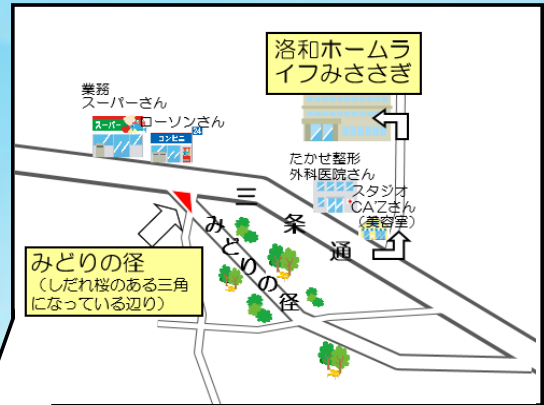 洛和ホームラ
イフみささぎ
業務
スーパーさん
ローソンさん
スーパー
コンビニ
24
たかせ整形
外科医院さん
スタジオ
CA'Zさん
(美容室)
三条通
みどりの径
みどりの径
(しだれ桜のある三角
になっている辺り)